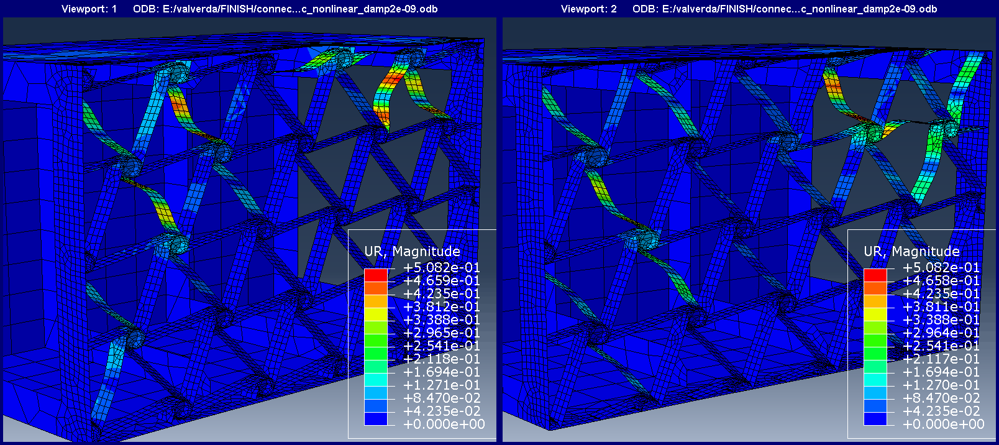 Viewport: 1 ODB: E:/valverda/FINISH/connec...c_nonlinear_damp2e-09.odb
UR, Magnitude
+5.082e-01
+4.659e-01
+4.235e-01
+3.812e-01
+3.388e-01
+2.965e-01
+2.541e-01
+2.118e-01
+1.694e-01
+1.271e-01
+8.470e-02
+4.235e-02
+0.000e+00
Viewport: 2 ODB: E:/valverda/FINISH/connec...c_nonlinear_damp2e-09.odb
UR, Magnitude
+5.082e-01
+4.658e-01
+4.235e-01
+3.811e-01
+3.388e-01
+2.964e-01
+2.541e-01
+2.117e-01
+1.694e-01
+1.270e-01
+8.470e-02
+4.235e-02
+0.000e+00